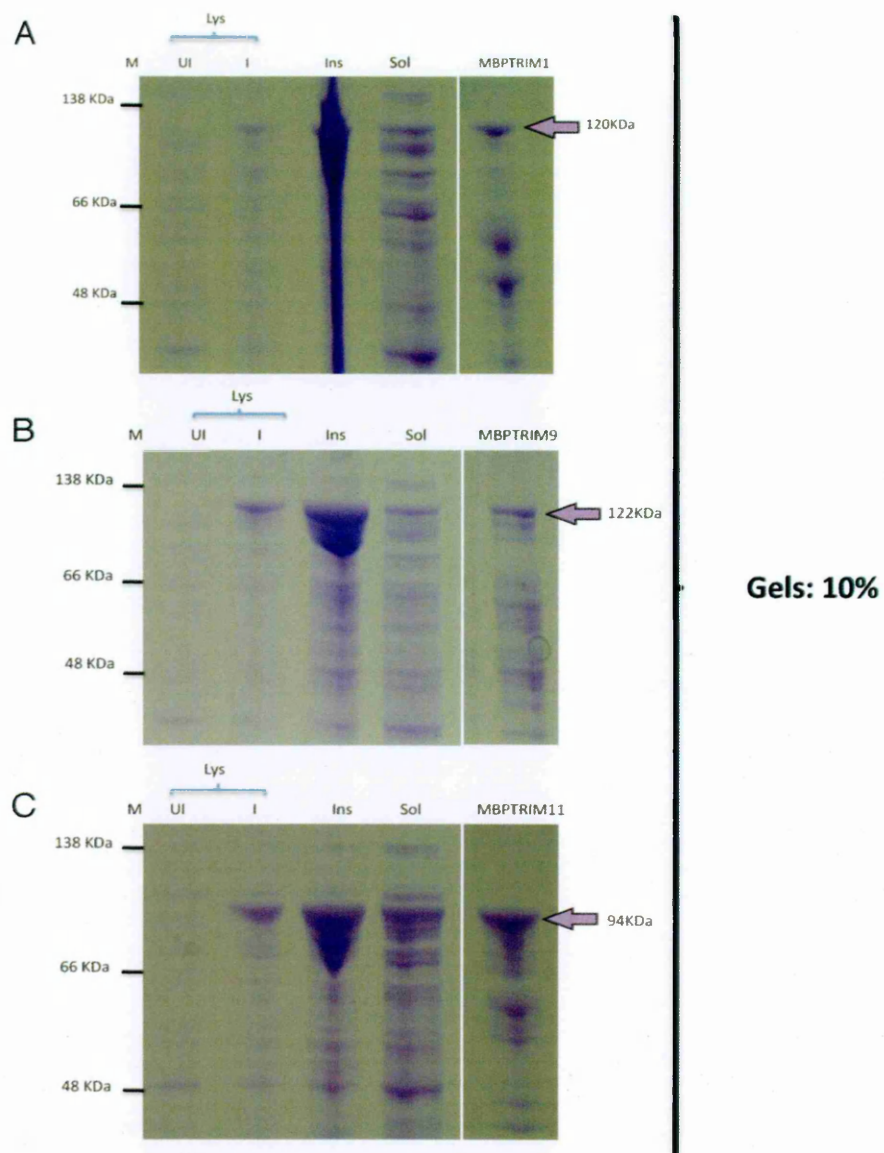 A
Lys
M UI I Ins Sol MBPTRIM1
138 KDa
120KDa
66 KDa
48 KDa
B
Lys
M UI I Ins Sol MBPTRIM9
138 KDa
122KDa
66 KDa
48 KDa
Gels: 10%
C
Lys
M UI I Ins Sol MBPTRIM11
138 KDa
94KDa
66 KDa
48 KDa